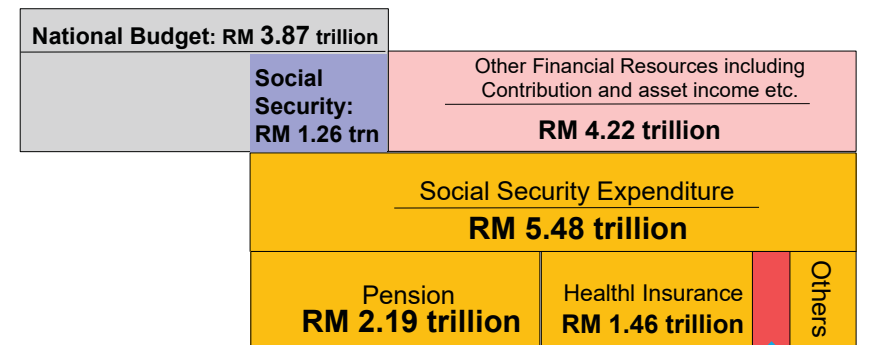 National Budget: RM 3.87 trillion
Social
Security:
RM 1.26 trn
Other Financial Resources including
Contribution and asset income etc.
RM 4.22 trillion
Social Security Expenditure
RM 5.48 trillion
Pension
RM 2.19 trillion
Healthl Insurance
RM 1.46 trillion
Others